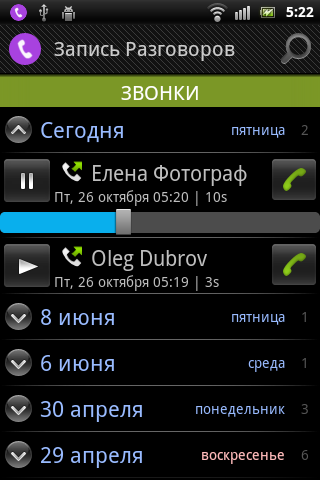 5:22
Запись Разговоров
ЗВОНКИ
Сегодня пятница 2
Елена Фотограф
Пт, 26 октября 05:20 | 10s
Oleg Dubrov
Пт, 26 октября 05:19 | 3s
8 июня пятница 1
6 июня среда 1
30 апреля понедельник 3
29 апреля воскресенье 6